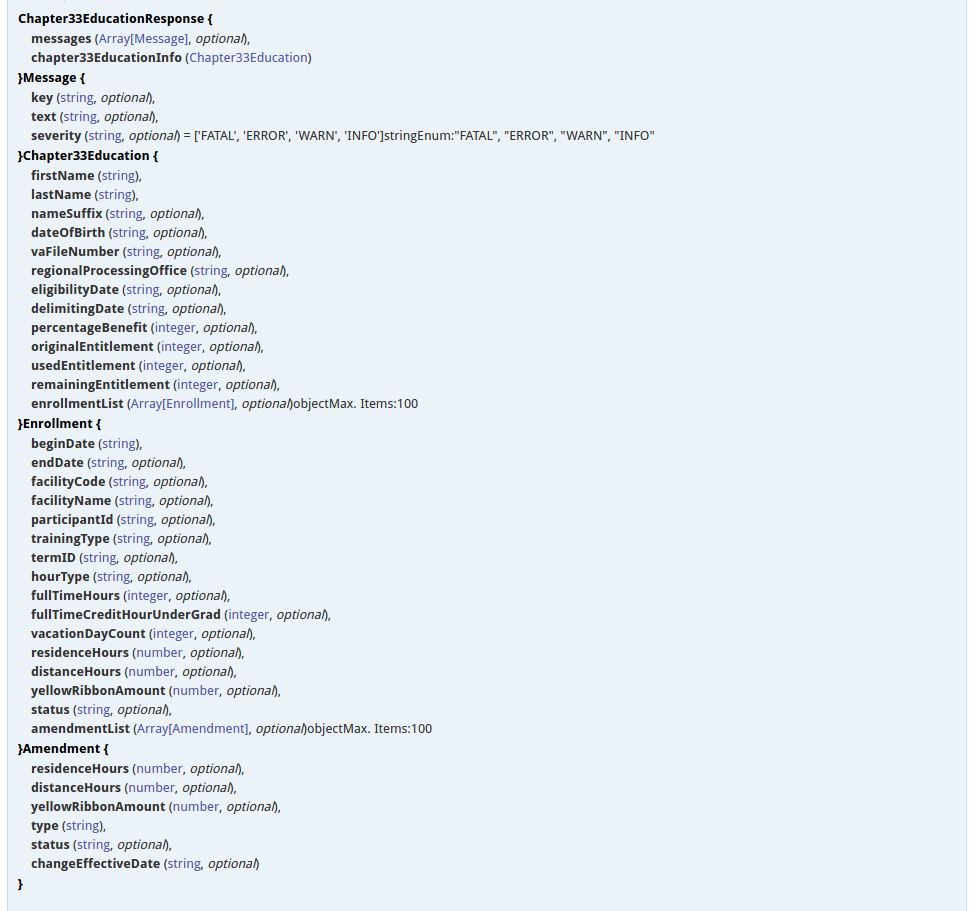 Chapter33EducationResponse {
messages (Array[Message], optional),
chapter33EducationInfo (Chapter33Education)
}Message {
key (string, optional),
text (string, optional),
severity (string, optional) = ['FATAL', 'ERROR', 'WARN', 'INFO']stringEnum:"FATAL", "ERROR", "WARN", "INFO"
}Chapter33Education {
firstName (string),
lastName (string),
nameSuffix (string, optional),
dateOfBirth (string, optional),
vaFileNumber (string, optional),
regionalProcessingOffice (string, optional),
eligibilityDate (string, optional),
delimitingDate (string, optional),
percentageBenefit (integer, optional),
originalEntitlement (integer, optional),
usedEntitlement (integer, optional),
remainingEntitlement (integer, optional),
enrollmentList (Array[Enrollment], optional)objectMax. Items:100
}Enrollment {
beginDate (string),
endDate (string, optional),
facilityCode (string, optional),
facilityName (string, optional),
participantId (string, optional),
trainingType (string, optional),
termID (string, optional),
hourType (string, optional),
fullTimeHours (integer, optional),
fullTimeCreditHourUnderGrad (integer, optional),
vacationDayCount (integer, optional),
residenceHours (number, optional),
distanceHours (number, optional),
yellowRibbonAmount (number, optional),
status (string, optional),
amendmentList (Array[Amendment], optional)objectMax. Items:100
}Amendment {
residenceHours (number, optional),
distanceHours (number, optional),
yellowRibbonAmount (number, optional),
type (string),
status (string, optional),
changeEffectiveDate (string, optional)
}